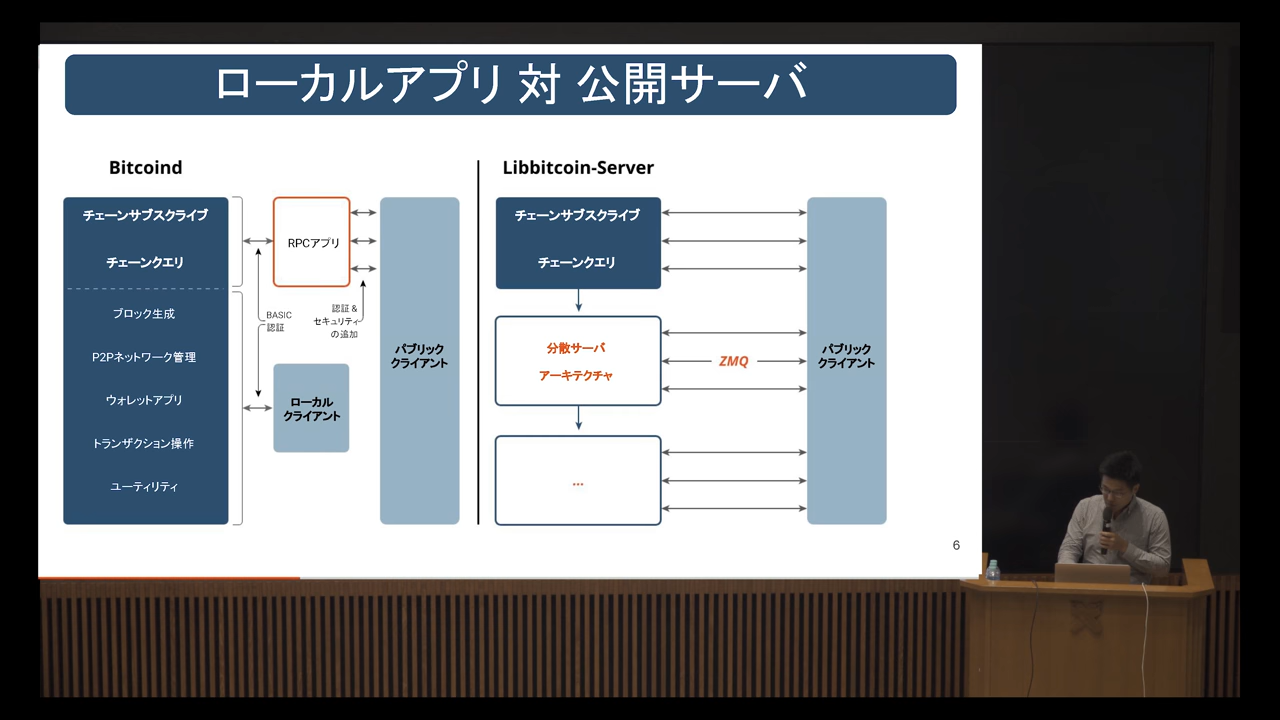 ローカルアプリ 対 公開サーバ
Bitcoind
チェーンサブスクライブ
チェーンクエリ
ブロック生成
P2Pネットワーク管理
ウォレットアプリ
トランザクション操作
ユーティリティ
RPCアプリ
BASIC
認証
認証 &
セキュリティ
の追加
ローカル
クライアント
パブリック
クライアント
Libbitcoin-Server
チェーンサブスクライブ
チェーンクエリ
分散サーバ
アーキテクチャ
...
ZMQ
パブリック
クライアント
6